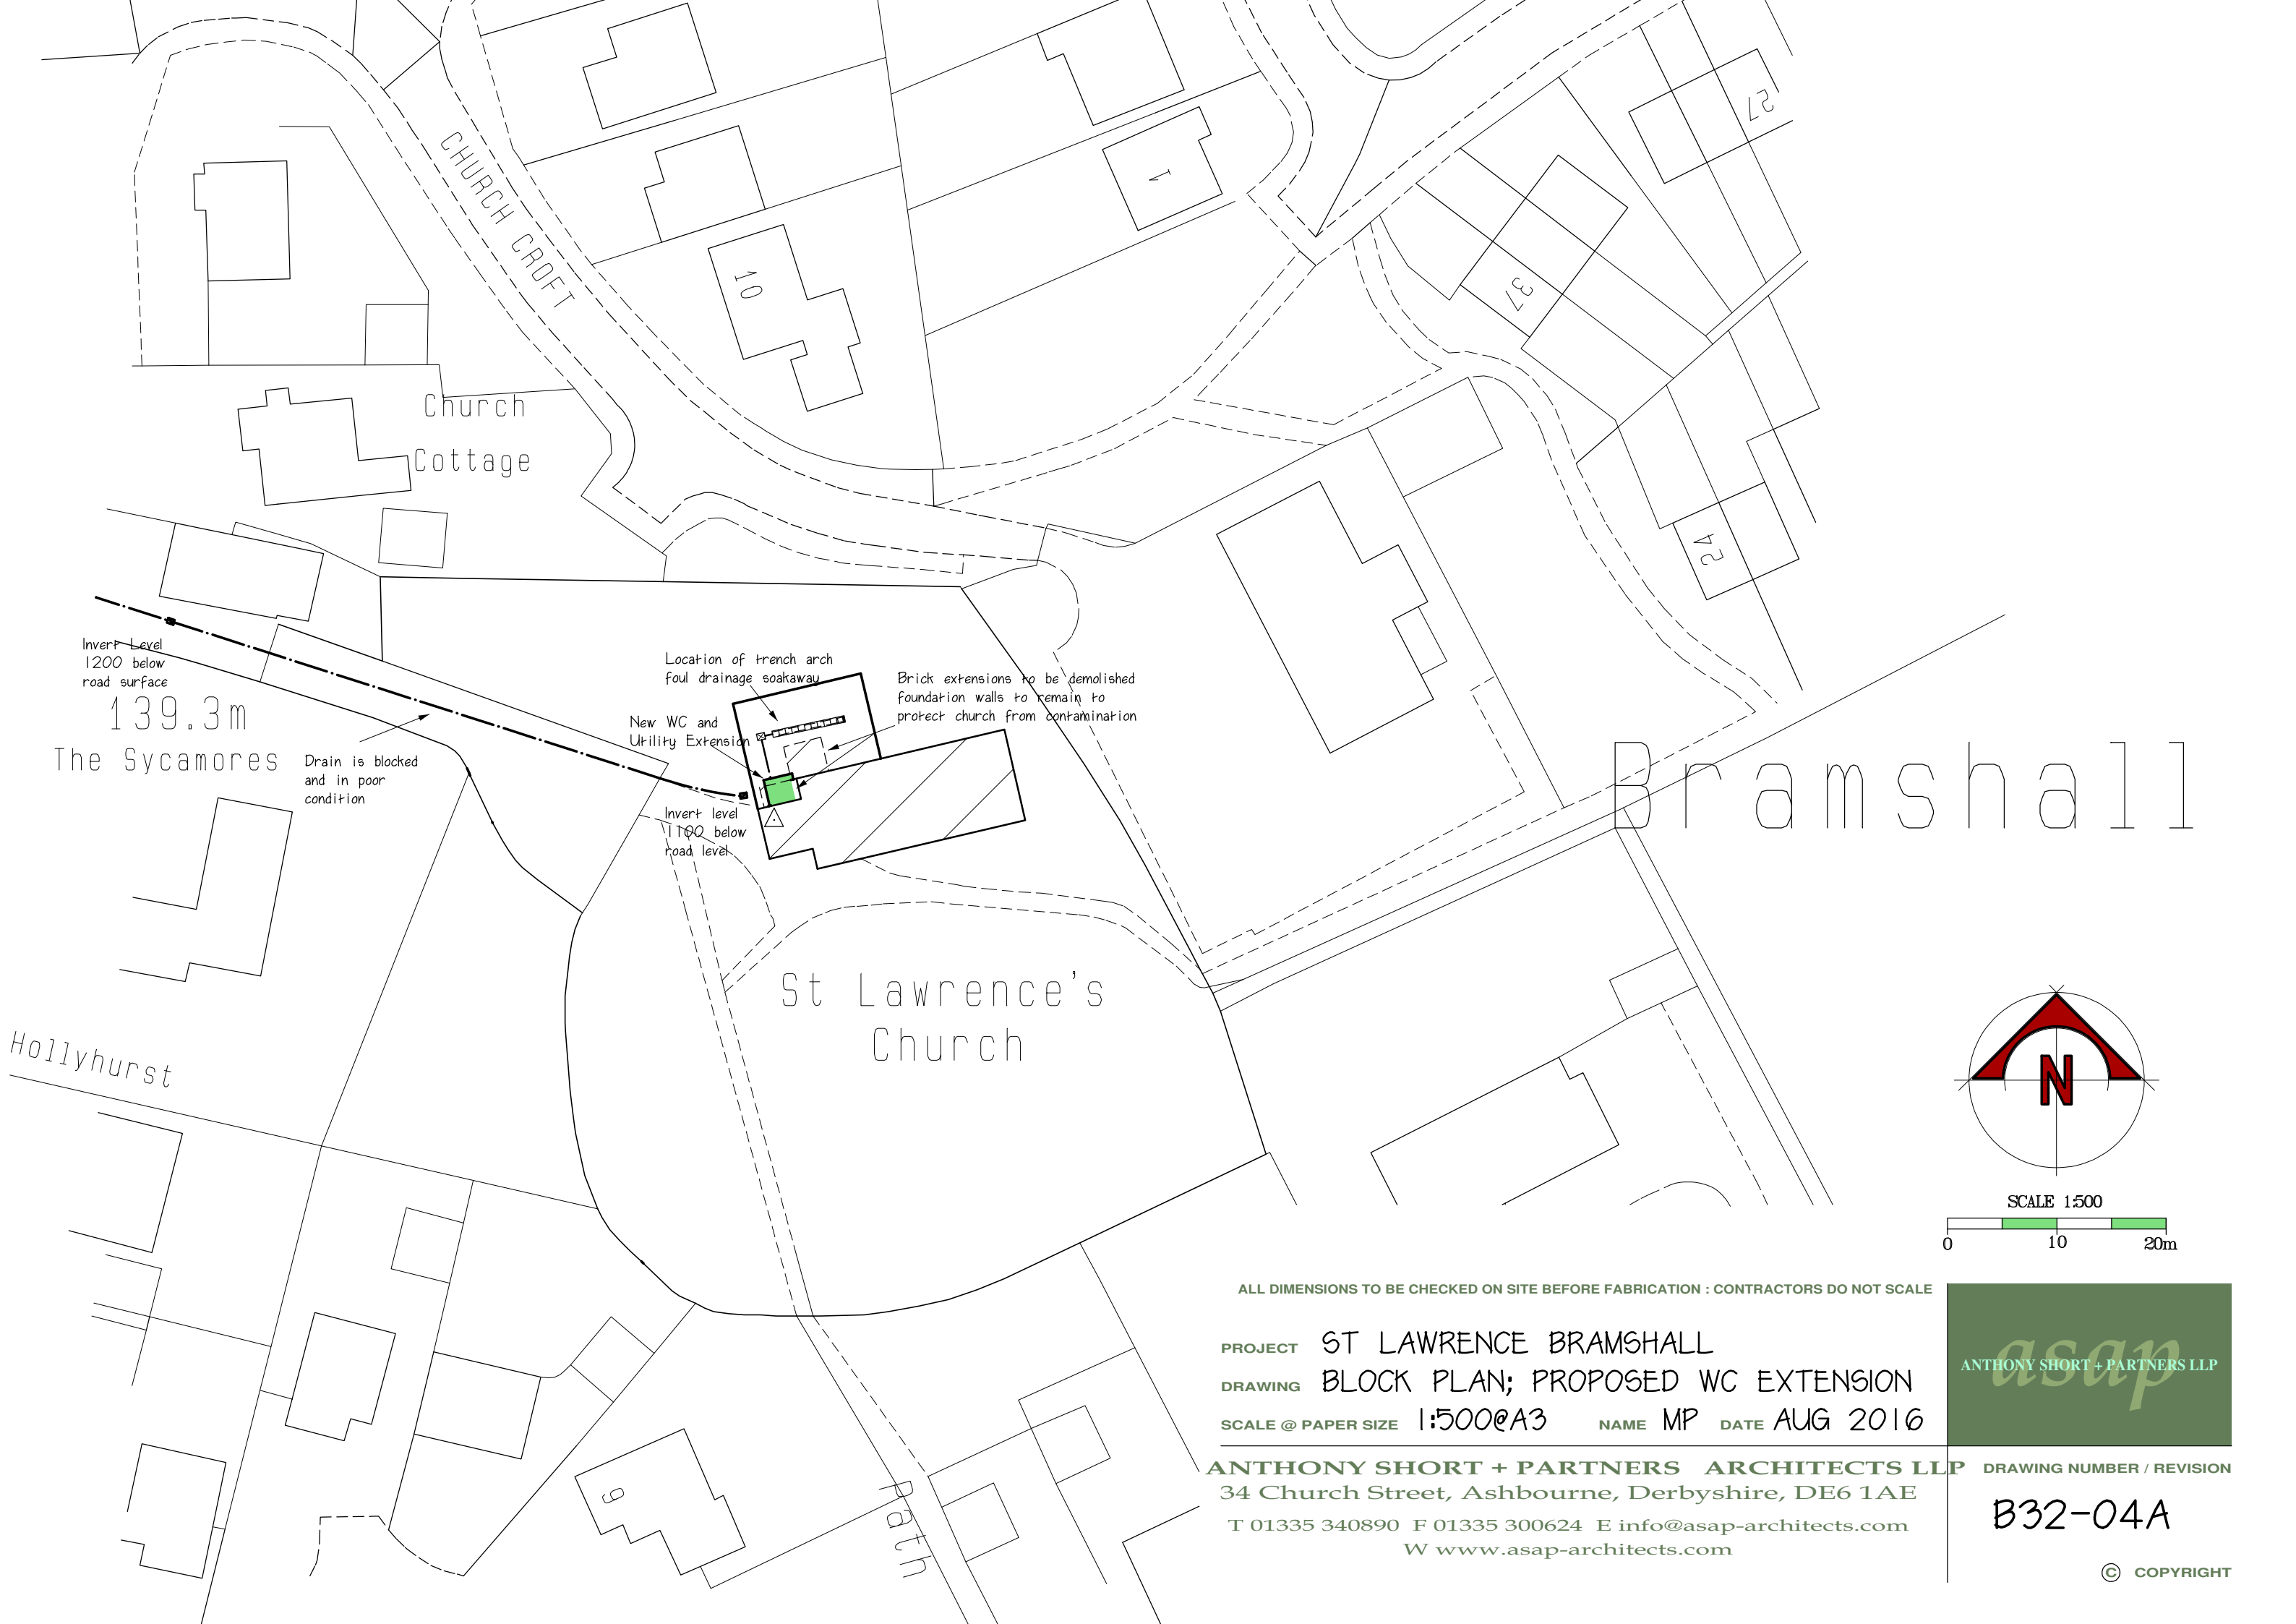 CHURCH CROFT
10
1
27
37
24
Church
Cottage
Invert Level
1200 below
road surface
139.3m
The Sycamores
Drain is blocked
and in poor
condition
Location of trench arch
foul drainage soakaway
New WC and
Utility Extension
Brick extensions to be demolished
foundation walls to remain to
protect church from contamination
Invert level
1100 below
road level
Bramshall
St Lawrence's
Church
Hollyhurst
9
Path
N
SCALE 1:500
0 10 20m
ALL DIMENSIONS TO BE CHECKED ON SITE BEFORE FABRICATION : CONTRACTORS DO NOT SCALE
PROJECT ST LAWRENCE BRAMSHALL
DRAWING BLOCK PLAN; PROPOSED WC EXTENSION
SCALE @ PAPER SIZE 1:500@A3 NAME MP DATE AUG 2016
asap
ANTHONY SHORT + PARTNERS LLP
ANTHONY SHORT + PARTNERS ARCHITECTS LLP
34 Church Street, Ashbourne, Derbyshire, DE6 1AE
T 01335 340890 F 01335 300624 E info@asap-architects.com
W www.asap-architects.com
DRAWING NUMBER / REVISION
B32-04A
© COPYRIGHT